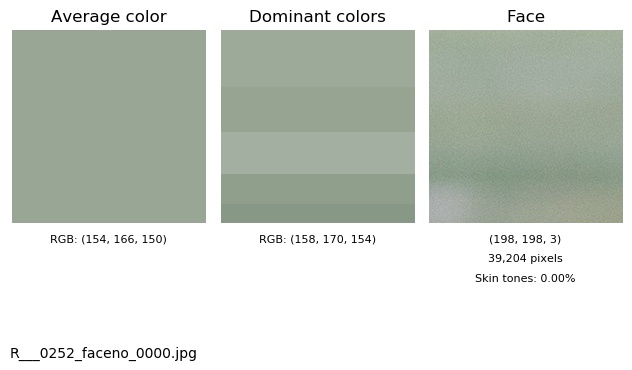 Average color
Dominant colors
Face
RGB: (154, 166, 150)
RGB: (158, 170, 154)
(198, 198, 3)
39,204 pixels
Skin tones: 0.00%
R___0252_faceno_0000.jpg